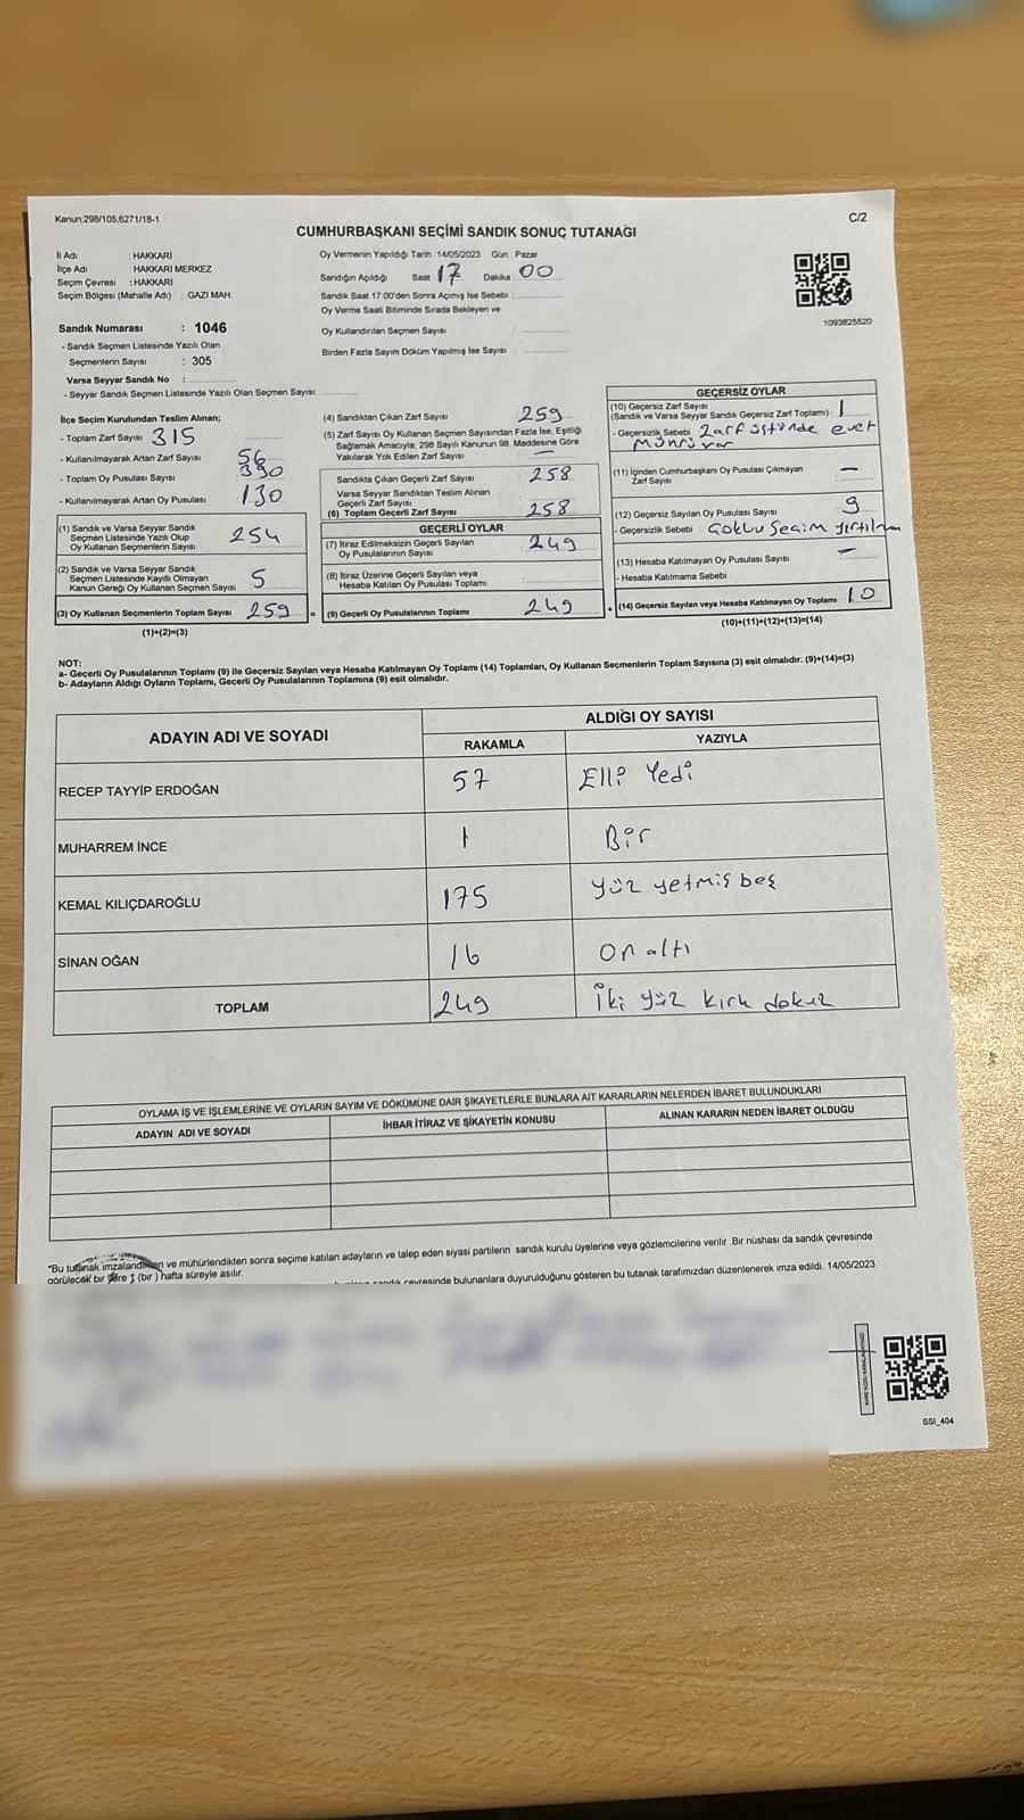 Kanun:298/105,6271/18-1
C/2
CUMHURBAŞKANI SEÇİMİ SANDIK SONUÇ TUTANAĞI
İl Adı : HAKKARİ
İlçe Adı HAKKARİ MERKEZ
Seçim Çevresi : HAKKARİ
Seçim Bölgesi (Mahalle Adı) : GAZİ MAH.
Sandık Numarası : 1046
- Sandık Seçmen Listesinde Yazılı Olan
Seçmenlerin Sayısı : 305
Varsa Seyyar Sandık No :
- Seyyar Sandık Seçmen Listesinde Yazılı Olan Seçmen Sayısı
Oy Vermenin Yapıldığı Tarih :14/05/2023 Gün : Pazar
Sandığın Açıldığı Saat 17 Dakika 00
Sandık Saat 17:00'den Sonra Açımış İse Sebebi
Oy Verme Saati Bitiminde Sırada Bekleyen ve
Oy Kullandırılan Seçmen Sayısı
Birden Fazla Sayım Döküm Yapılmış İse Sayısı
1093825520
İlçe Seçim Kurulundan Teslim Alınan;
- Toplam Zarf Sayısı 315
- Kullanılmayarak Artan Zarf Sayısı 56
- Toplam Oy Pusulası Sayısı
- Kullanılmayarak Artan Oy Pusulası 130
(1) Sandık ve Varsa Seyyar Sandık
Seçmen Listesinde Yazılı Olup
Oy Kullanan Seçmenlerin Sayısı 254
(2) Sandık ve Varsa Seyyar Sandık
Seçmen Listesinde Kayıtlı Olmayan
Kanun Gereği Oy Kullanan Seçmen Sayısı 5
(3) Oy Kullanan Seçmenlerin Toplam Sayısı 259 =
(1)+(2)=(3)
(4) Sandıktan Çıkan Zarf Sayısı 259
(5) Zarf Sayısı Oy Kullanan Seçmen Sayısından Fazla İse, Eşitliği
Sağlamak Amacıyla, 298 Sayılı Kanunun 98. Maddesine Göre
Yakılarak Yok Edilen Zarf Sayısı —
Sandıkta Çıkan Geçerli Zarf Sayısı 258
Varsa Seyyar Sandıktan Teslim Alınan
Geçerli Zarf Sayısı
(6) Toplam Geçerli Zarf Sayısı 258
GEÇERLİ OYLAR
(7) İtiraz Edilmeksizin Geçerli Sayılan
Oy Pusulalarının Sayısı 249
(8) İtiraz Üzerine Geçerli Sayılan veya
Hesaba Katılan Oy Pusulası Toplamı
(9) Geçerli Oy Pusulalarının Toplamı 249 +
GEÇERSİZ OYLAR
(10) Geçersiz Zarf Sayısı
(Sandık ve Varsa Seyyar Sandık Geçersiz Zarf Toplamı) 1
- Geçersizlik Sebebi Zarf üstünde evet
mührü var
(11) İçinden Cumhurbaşkanı Oy Pusulası Çıkmayan
Zarf Sayısı —
(12) Geçersiz Sayılan Oy Pusulası Sayısı 9
- Geçersizlik Sebebi Çoklu Seçim yırtılma
(13) Hesaba Katılmayan Oy Pusulası Sayısı —
- Hesaba Katılmama Sebebi
(14) Geçersiz Sayılan veya Hesaba Katılmayan Oy Toplamı 10
(10)+(11)+(12)+(13)=(14)
NOT:
a- Geçerli Oy Pusulalarının Toplamı (9) ile Geçersiz Sayılan veya Hesaba Katılmayan Oy Toplamı (14) Toplamları, Oy Kullanan Seçmenlerin Toplam Sayısına (3) eşit olmalıdır. (9)+(14)=(3)
b- Adayların Aldığı Oyların Toplamı, Geçerli Oy Pusulalarının Toplamına (9) eşit olmalıdır.
ADAYIN ADI VE SOYADI
ALDIĞI OY SAYISI
RAKAMLA YAZIYLA
RECEP TAYYİP ERDOĞAN 57 Elli Yedi
MUHARREM İNCE 1 Bir
KEMAL KILIÇDAROĞLU 175 yüz yetmiş beş
SİNAN OĞAN 16 on altı
TOPLAM 249 İki yüz kırk dokuz
OYLAMA İŞ VE İŞLEMLERİNE VE OYLARIN SAYIM VE DÖKÜMÜNE DAİR ŞİKAYETLERLE BUNLARA AİT KARARLARIN NELERDEN İBARET BULUNDUKLARI
ADAYIN ADI VE SOYADI İHBAR İTİRAZ VE ŞİKAYETİN KONUSU ALINAN KARARIN NEDEN İBARET OLDUĞU
*Bu tutanak imzalandıktan ve mühürlendikten sonra seçime katılan adayların ve talep eden siyasi partilerin sandık kurulu üyelerine veya gözlemcilerine verilir. Bir nüshası da sandık çevresinde
görülecek bir yere 1 (bir) hafta süreyle asılır.
sandık çevresinde bulunanlara duyurulduğunu gösteren bu tutanak tarafımızdan düzenlenerek imza edildi. 14/05/2023
SSI_404